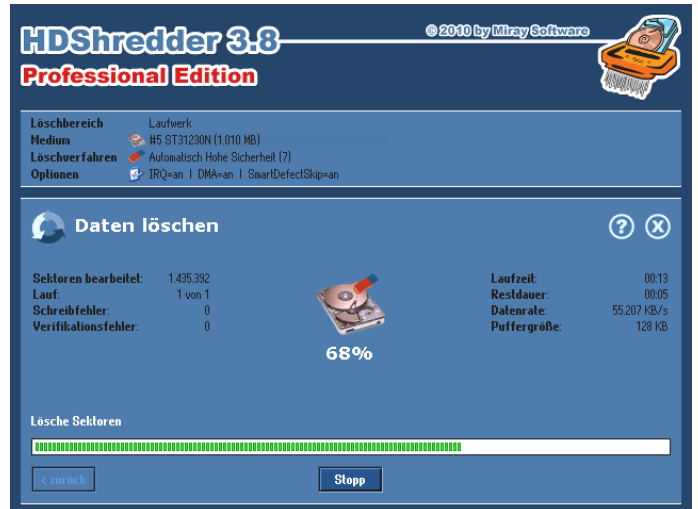 HDShredder 3.8
© 2010 by Miray Software
Professional Edition
Löschbereich Laufwerk
Medium #5 ST31230N (1.010 MB)
Löschverfahren Automatisch Hohe Sicherheit (7)
Optionen IRQ=an | DMA=an | SmartDefectSkip=an
Daten löschen
? X
Sektoren bearbeitet: 1.435.392
Lauf: 1 von 1
Schreibfehler: 0
Verifikationsfehler: 0
68%
Laufzeit: 00:13
Restdauer: 00:05
Datenrate: 55.207 KB/s
Puffergröße: 128 KB
Lösche Sektoren
< zurück
Stopp